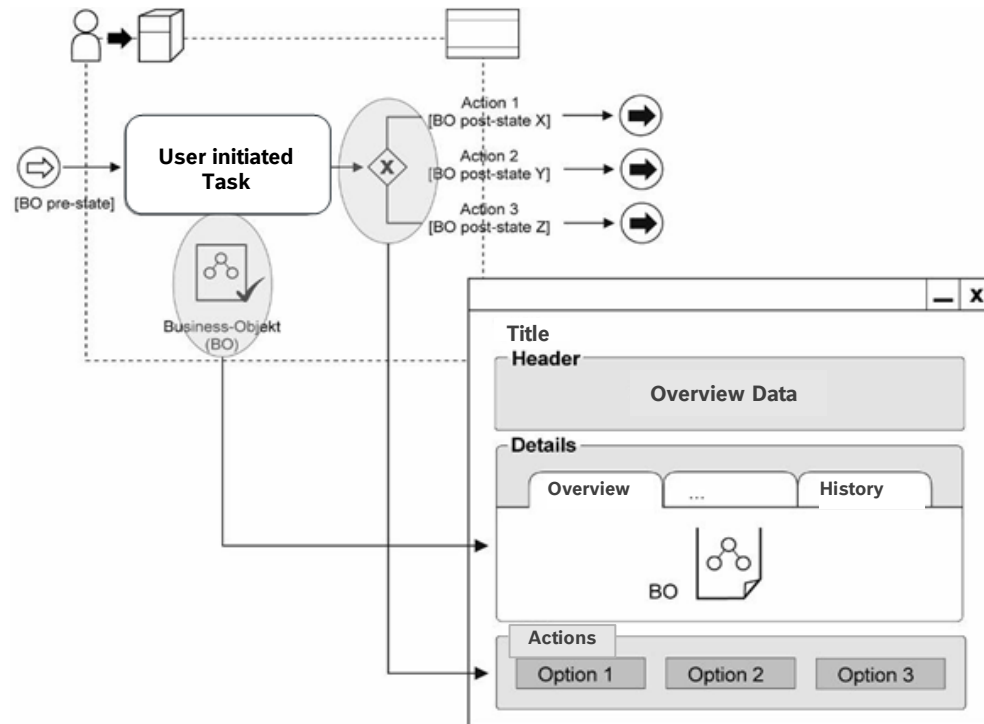 Action 1
[BO post-state X]
User initiated
Task
X
Action 2
[BO post-state Y]
[BO pre-state]
Action 3
[BO post-state Z]
Business-Objekt
(BO)
X
Title
Header
Overview Data
Details
Overview
...
History
BO
Actions
Option 1
Option 2
Option 3